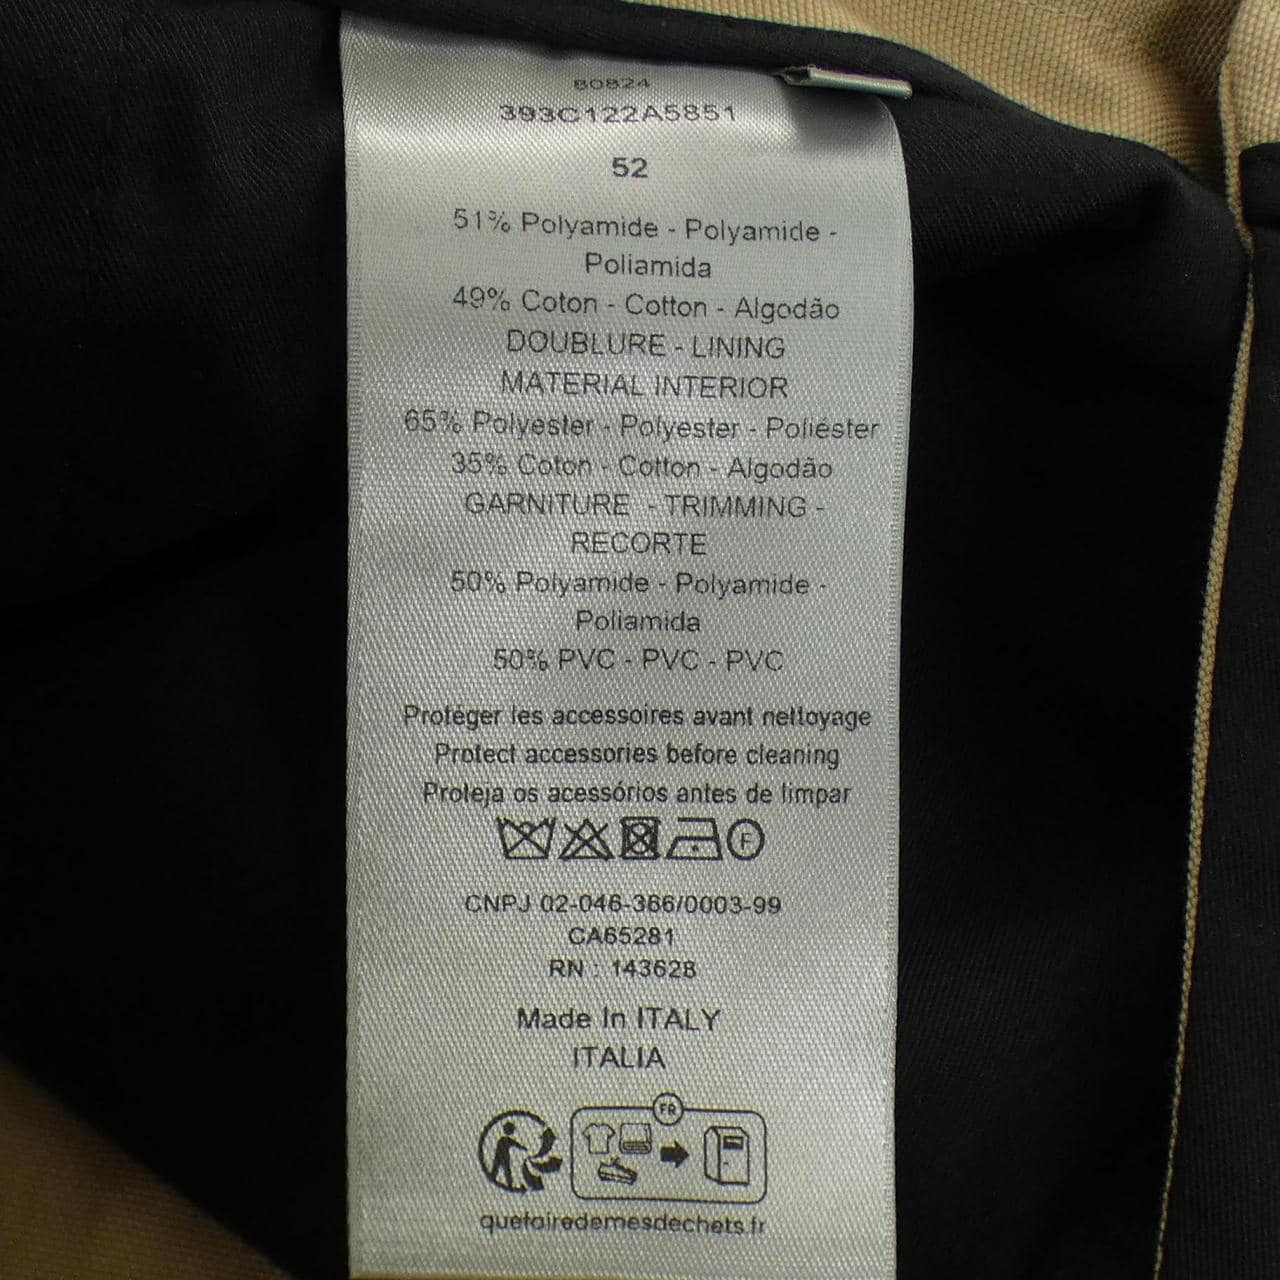 80824
393C122A5851
52
51% Polyamide - Polyamide -
Poliamida
49% Coton - Cotton - Algodão
DOUBLURE - LINING
MATERIAL INTERIOR
65% Polyester - Polyester - Poliéster
35% Coton - Cotton - Algodão
GARNITURE - TRIMMING -
RECORTE
50% Polyamide - Polyamide -
Poliamida
50% PVC - PVC - PVC
Protéger les accessoires avant nettoyage
Protect accessories before cleaning
Proteja os acessórios antes de limpar
F
CNPJ 02-046-366/0003-99
CA65281
RN : 143628
Made In ITALY
ITALIA
FR
quefairedemesdechets.fr